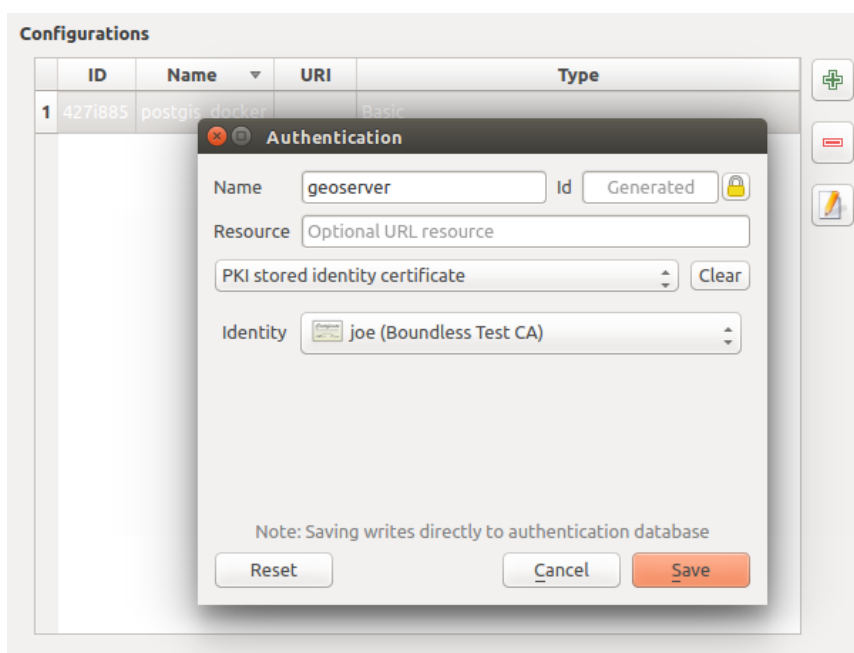 Configurations
ID Name URI Type
1 427i885 postgis_docker Basic
Authentication
Name geoserver Id Generated
Resource Optional URL resource
PKI stored identity certificate Clear
Identity joe (Boundless Test CA)
Note: Saving writes directly to authentication database
Reset Cancel Save